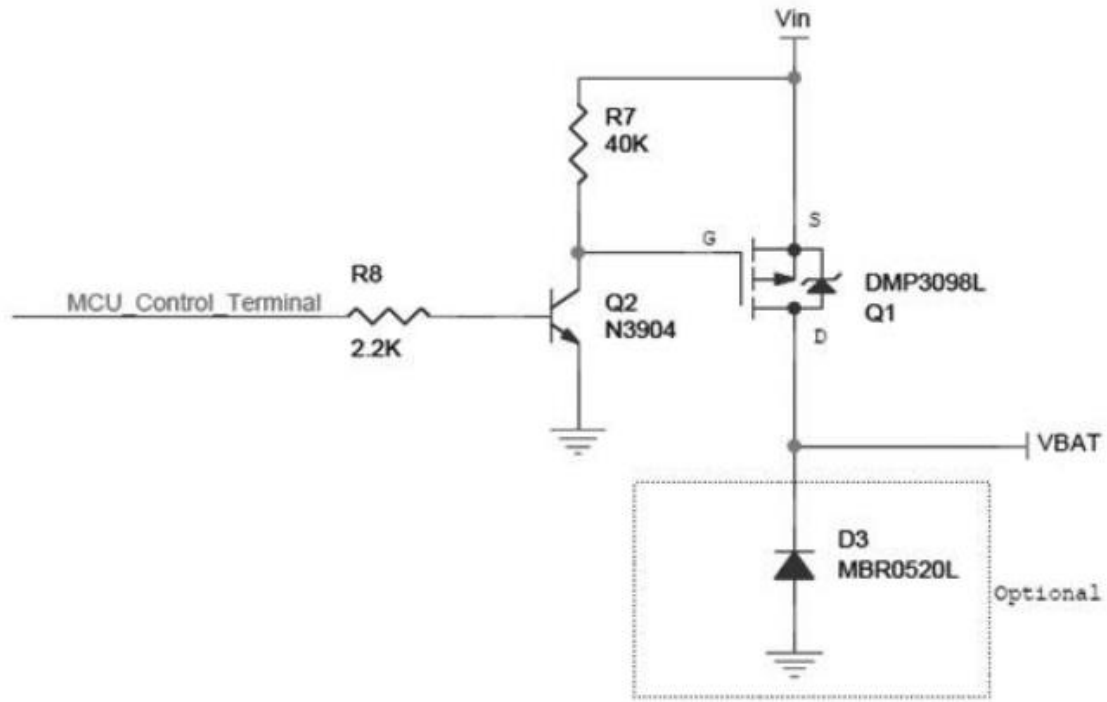 Vin
R7
40K
S
G
R8
MCU_Control_Terminal
2.2K
Q2
N3904
DMP3098L
Q1
D
VBAT
D3
MBR0520L
Optional